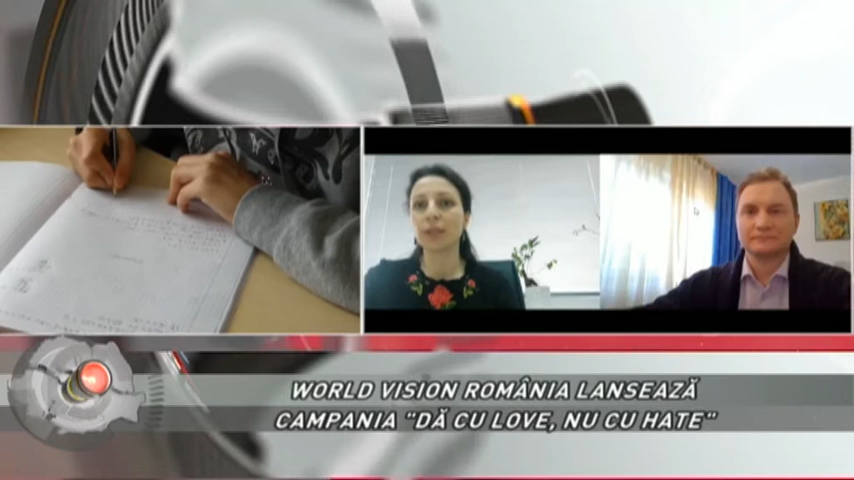 WORLD VISION ROMÂNIA LANSEAZĂ
CAMPANIA "DĂ CU LOVE, NU CU HATE"